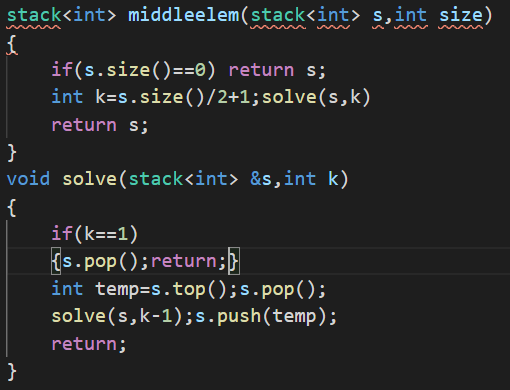 stack<int> middleelem(stack<int> s,int size)
{
    if(s.size()==0) return s;
    int k=s.size()/2+1;solve(s,k)
    return s;
}
void solve(stack<int> &s,int k)
{
    if(k==1)
    {s.pop();return;}
    int temp=s.top();s.pop();
    solve(s,k-1);s.push(temp);
    return;
}